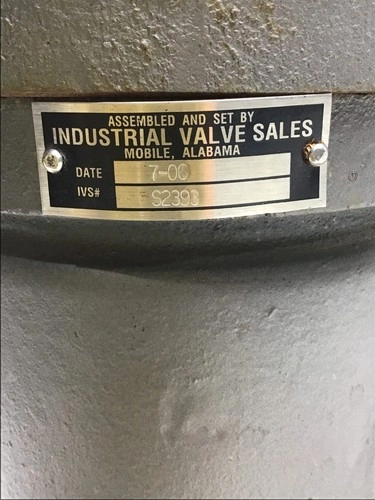 ASSEMBLED AND SET BY
INDUSTRIAL VALVE SALES
MOBILE, ALABAMA
DATE 7-00
IVS# S2393